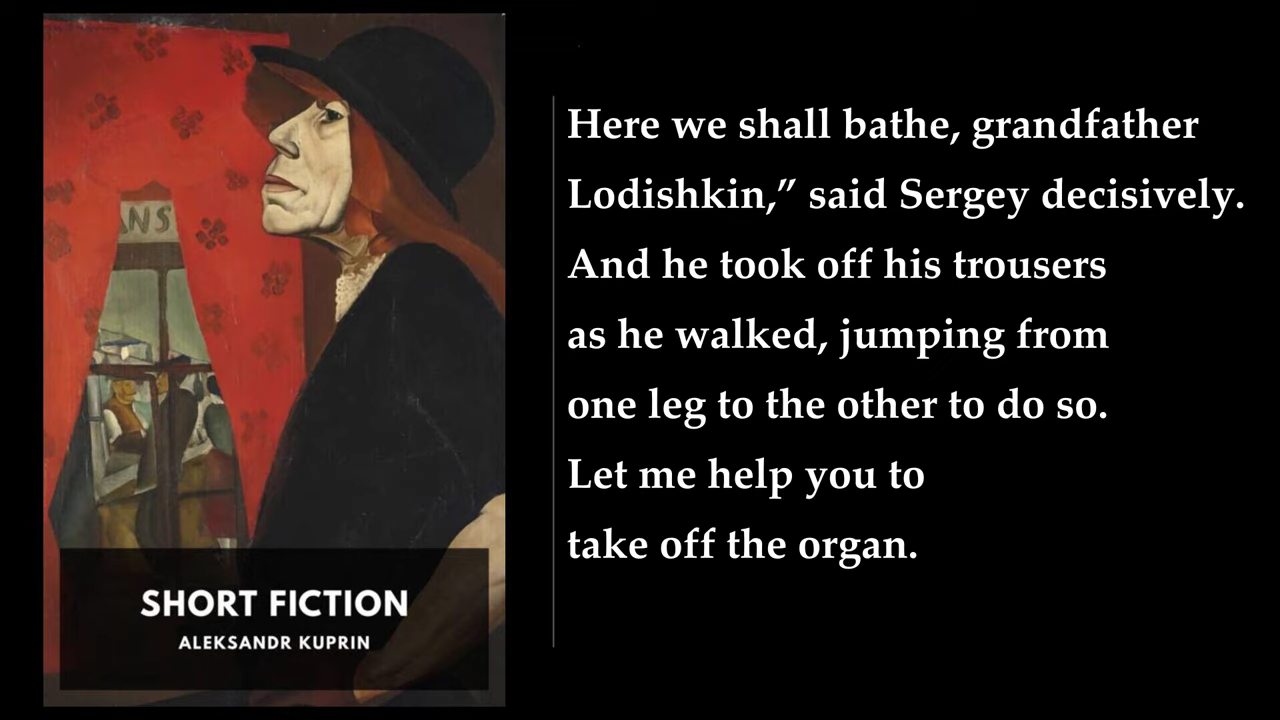 ANS
SHORT FICTION
ALEKSANDR KUPRIN
Here we shall bathe, grandfather
Lodishkin,” said Sergey decisively.
And he took off his trousers
as he walked, jumping from
one leg to the other to do so.
Let me help you to
take off the organ.